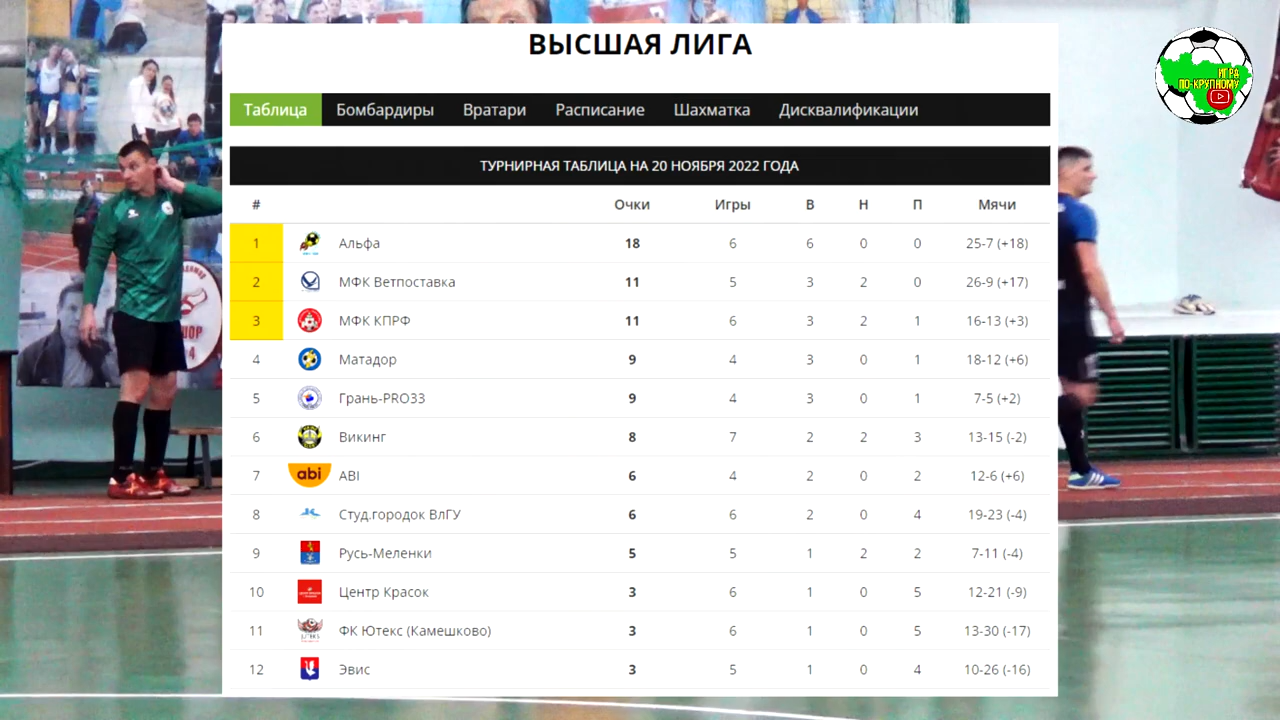 ВЫСШАЯ ЛИГА
ИГРА
ПО-КРУПНОМУ
Таблица Бомбардиры Вратари Расписание Шахматка Дисквалификации
ТУРНИРНАЯ ТАБЛИЦА НА 20 НОЯБРЯ 2022 ГОДА
# Очки Игры В Н П Мячи
1 Альфа 18 6 6 0 0 25-7 (+18)
2 МФК Ветпоставка 11 5 3 2 0 26-9 (+17)
3 МФК КПРФ 11 6 3 2 1 16-13 (+3)
4 Матадор 9 4 3 0 1 18-12 (+6)
5 Грань-PRO33 9 4 3 0 1 7-5 (+2)
6 Викинг 8 7 2 2 3 13-15 (-2)
7 abi ABI 6 4 2 0 2 12-6 (+6)
8 Студ.городок ВлГУ 6 6 2 0 4 19-23 (-4)
9 Русь-Меленки 5 5 1 2 2 7-11 (-4)
10 Центр Красок 3 6 1 0 5 12-21 (-9)
11 ФК Ютекс (Камешково) 3 6 1 0 5 13-30 (-17)
12 Эвис 3 5 1 0 4 10-26 (-16)